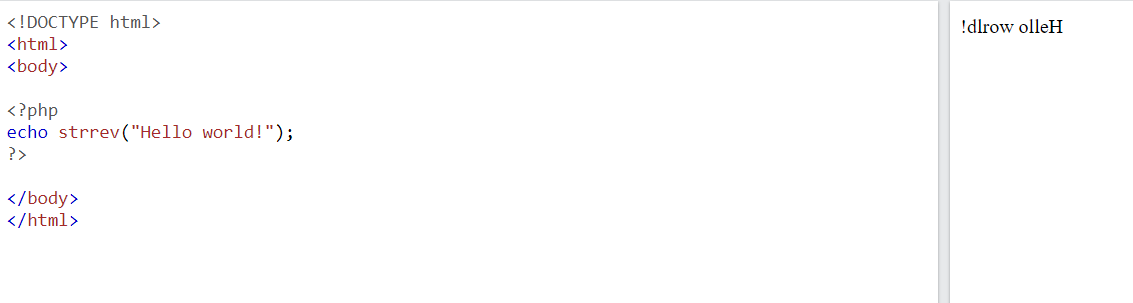 <!DOCTYPE html>
<html>
<body>
<?php
echo strrev("Hello world!");
?>
</body>
</html>
!dlrow olleH